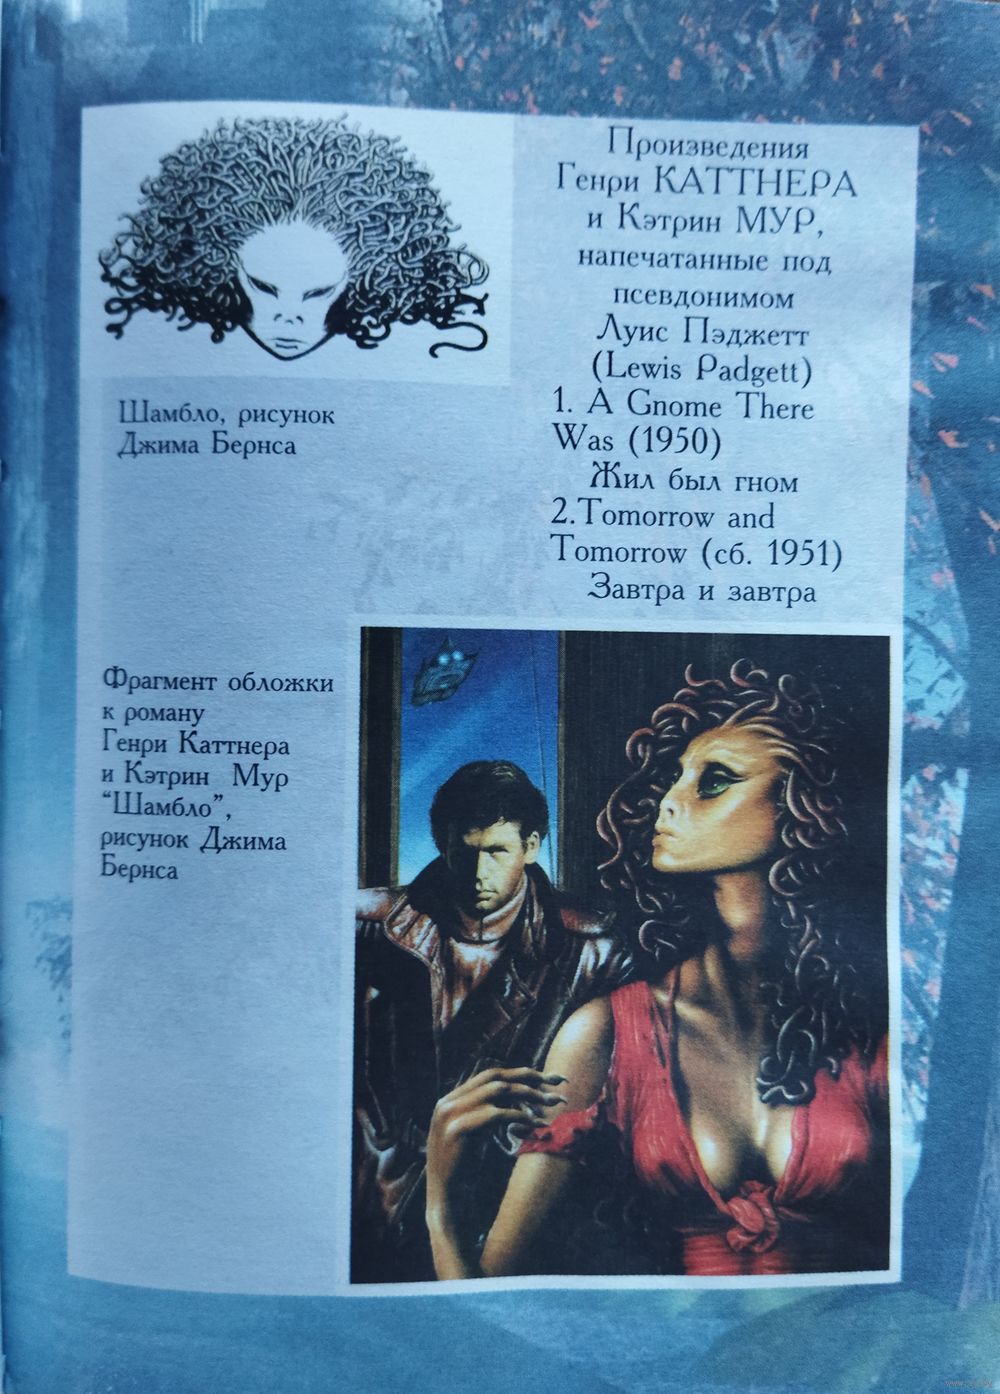 Произведения
Генри КАТТНЕРА
и Кэтрин МУР,
напечатанные под
псевдонимом
Луис Пэджетт
(Lewis Padgett)
1. A Gnome There
Was (1950)
Жил был гном
2.Tomorrow and
Tomorrow (сб. 1951)
Завтра и завтра
Шамбло, рисунок
Джима Бернса
Фрагмент обложки
к роману
Генри Каттнера
и Кэтрин Мур
“Шамбло”,
рисунок Джима
Бернса